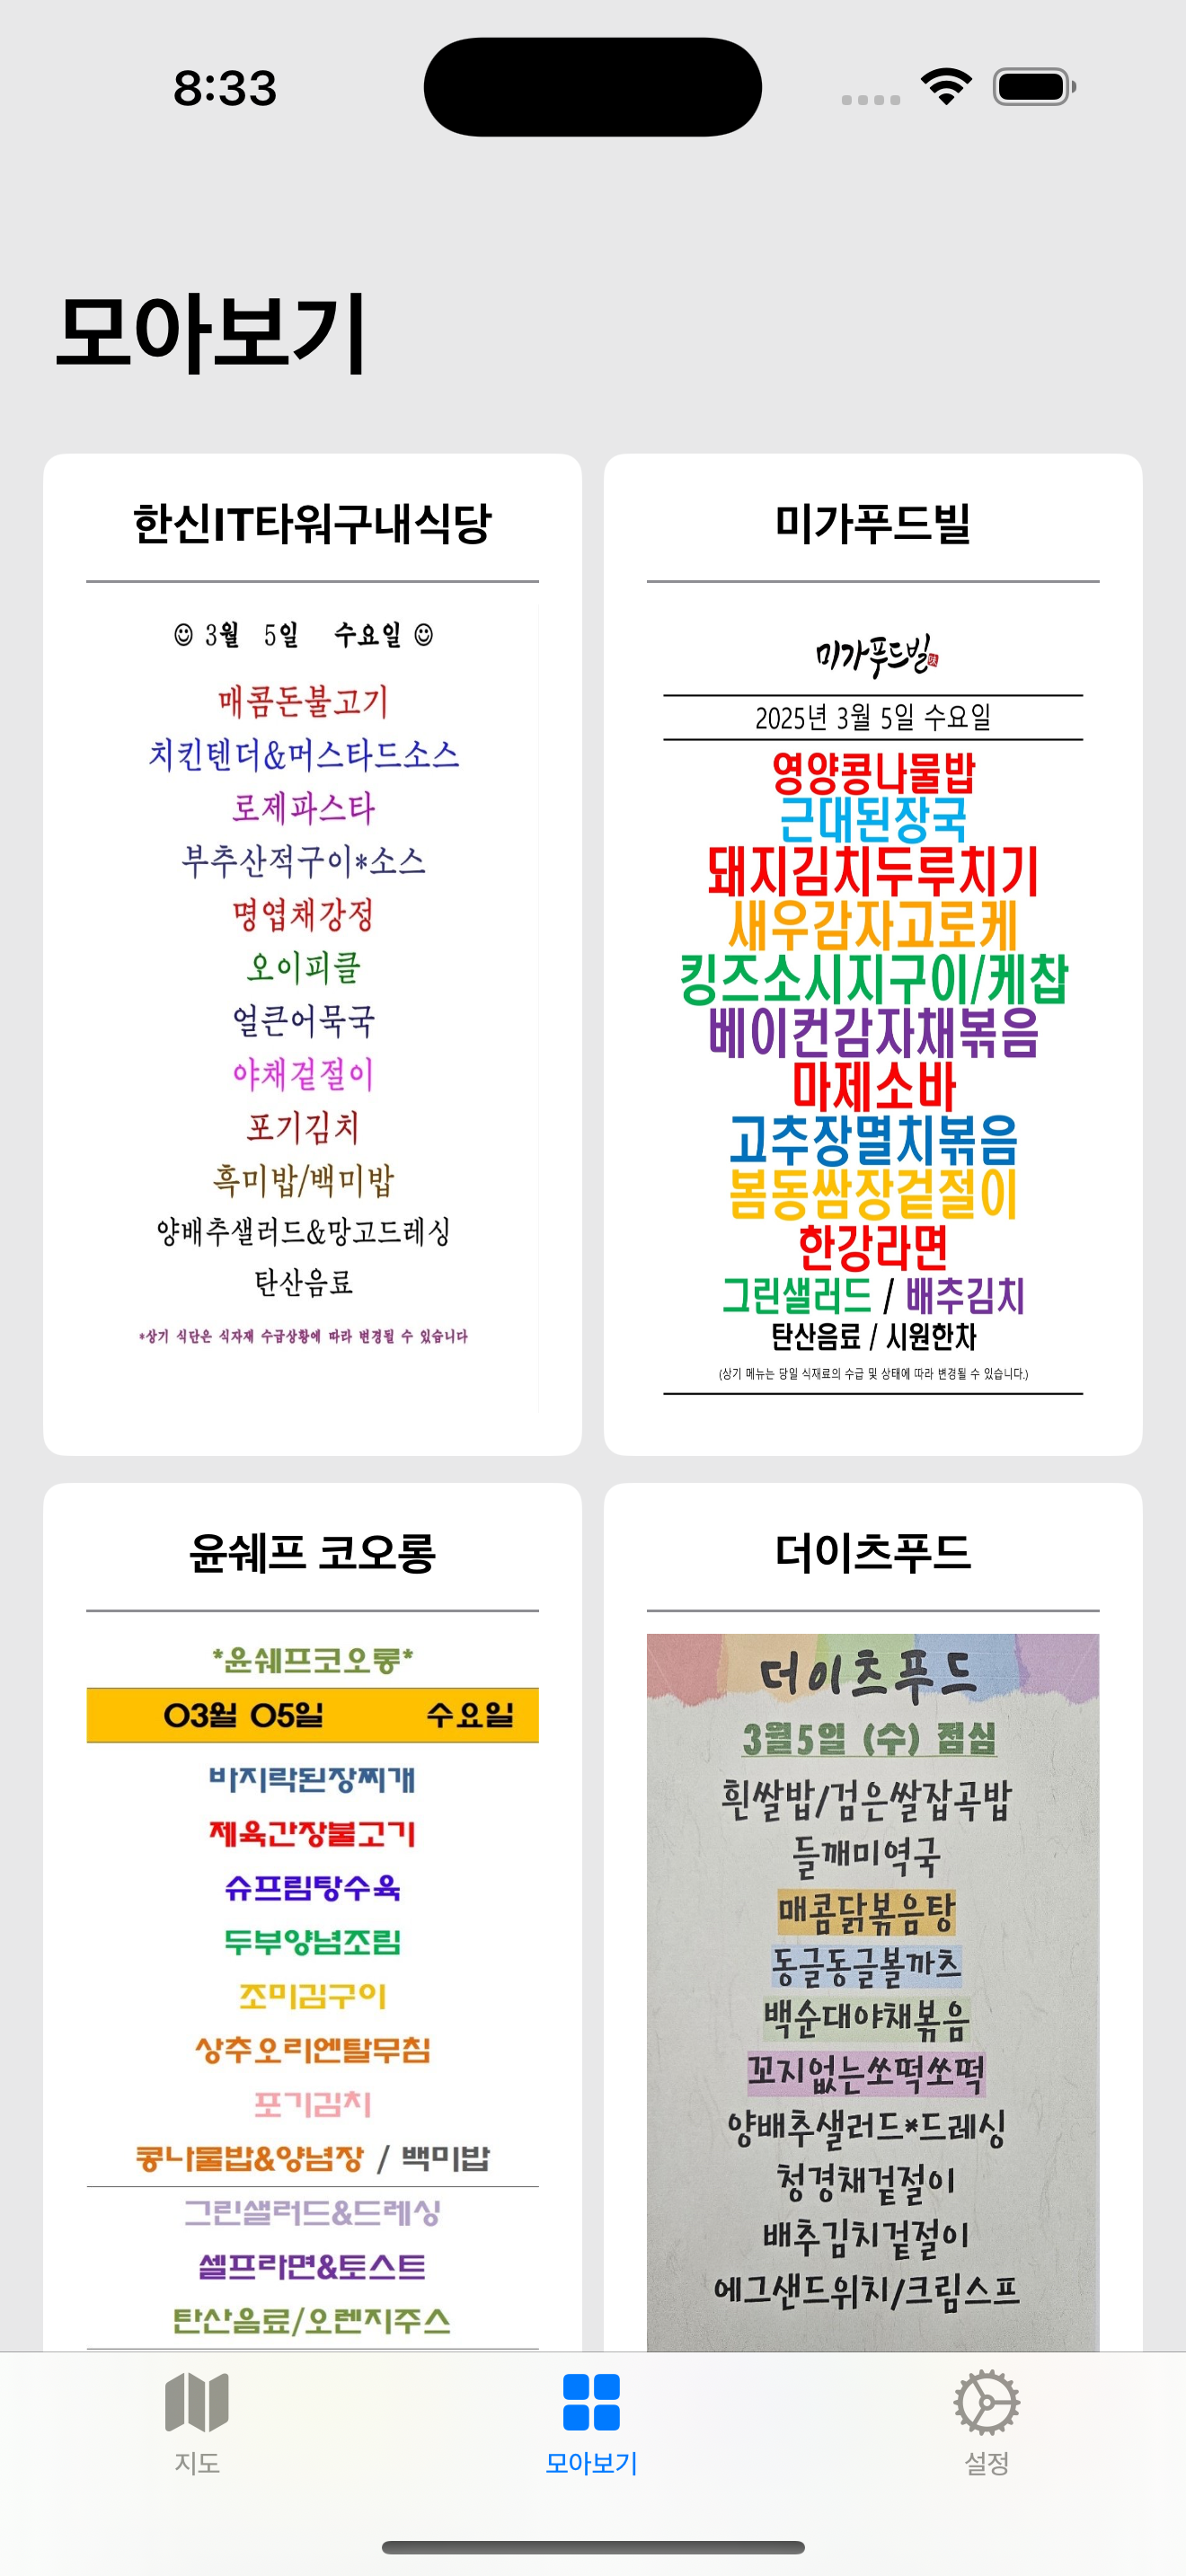 8:33
모아보기
한신IT타워구내식당
☺ 3월 5일 수요일 ☺
매콤돈불고기
치킨텐더&머스타드소스
로제파스타
부추산적구이*소스
명엽채강정
오이피클
얼큰어묵국
야채겉절이
포기김치
흑미밥/백미밥
양배추샐러드&망고드레싱
탄산음료
*상기 식단은 식자재 수급상황에 따라 변경될 수 있습니다
미가푸드빌
미가푸드빌
2025년 3월 5일 수요일
영양콩나물밥
근대된장국
돼지김치두루치기
새우감자고로케
킹즈소시지구이/케찹
베이컨감자채볶음
마제소바
고추장멸치볶음
봄동쌈장겉절이
한강라면
그린샐러드 / 배추김치
탄산음료 / 시원한차
(상기 메뉴는 당일 식재료의 수급 및 상태에 따라 변경될 수 있습니다.)
윤쉐프 코오롱
*윤쉐프코오롱*
03월 05일 수요일
바지락된장찌개
제육간장불고기
슈프림탕수육
두부양념조림
조미김구이
상추오리엔탈무침
포기김치
콩나물밥&양념장 / 백미밥
그린샐러드&드레싱
셀프라면&토스트
탄산음료/오렌지주스
더이츠푸드
더이츠푸드
3월5일 (수) 점심
흰쌀밥/검은쌀잡곡밥
들깨미역국
매콤닭볶음탕
동글동글볼까츠
백순대야채볶음
꼬지없는쏘떡쏘떡
양배추샐러드*드레싱
청경채겉절이
배추김치겉절이
에그샌드위치/크림스프
지도
모아보기
설정